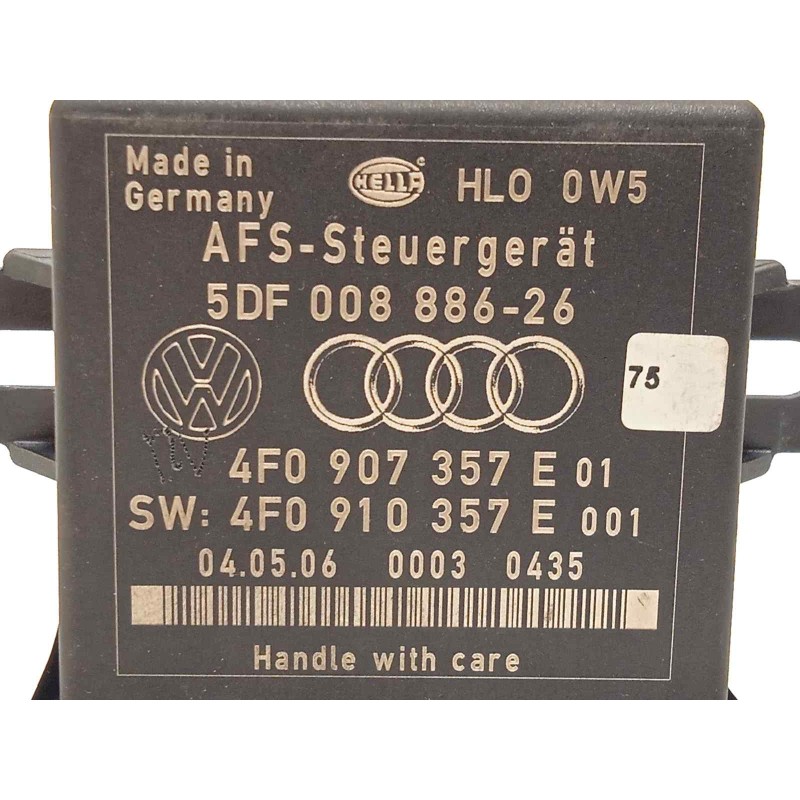 Made in
Germany
HELLA
HLO 0W5
AFS-Steuergerät
5DF 008 886-26
VW
75
4F0 907 357 E 01
SW: 4F0 910 357 E 001
04.05.06 0003 0435
Handle with care